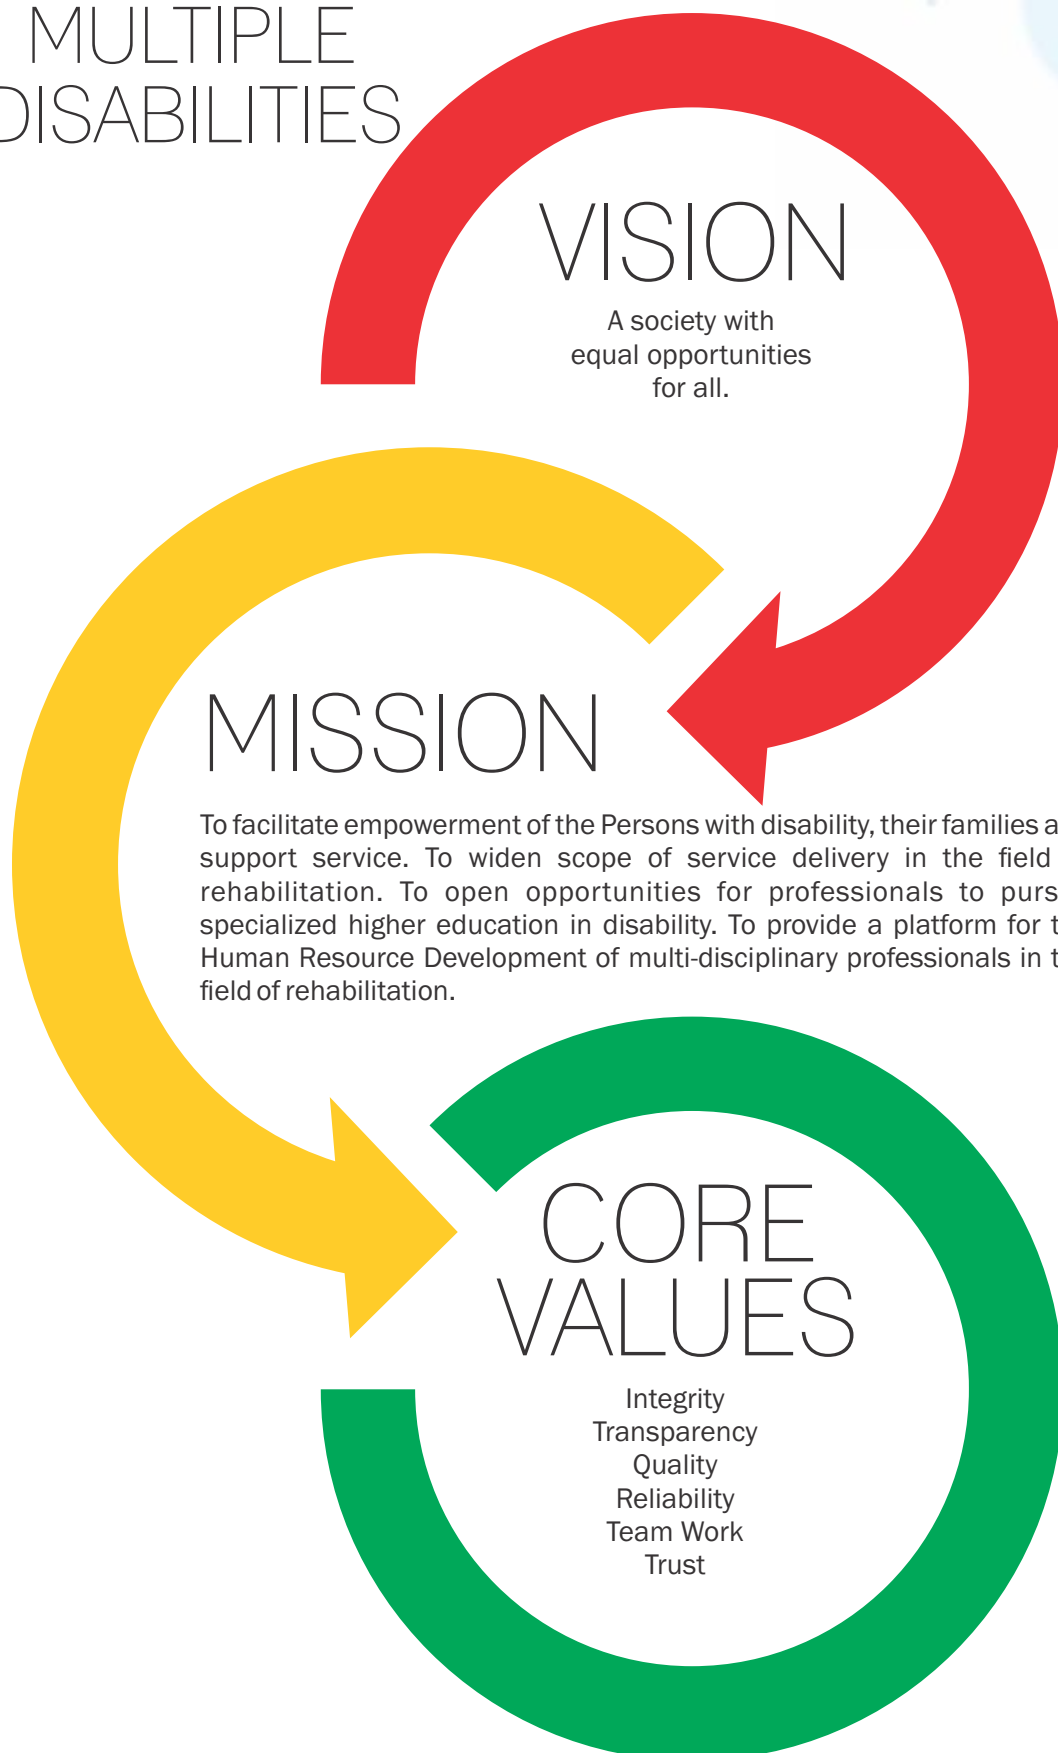 MULTIPLE
DISABILITIES
VISION
A society with
equal opportunities
for all.
MISSION
To facilitate empowerment of the Persons with disability, their families a
support service. To widen scope of service delivery in the field
rehabilitation. To open opportunities for professionals to purs
specialized higher education in disability. To provide a platform for t
Human Resource Development of multi-disciplinary professionals in t
field of rehabilitation.
CORE
VALUES
Integrity
Transparency
Quality
Reliability
Team Work
Trust